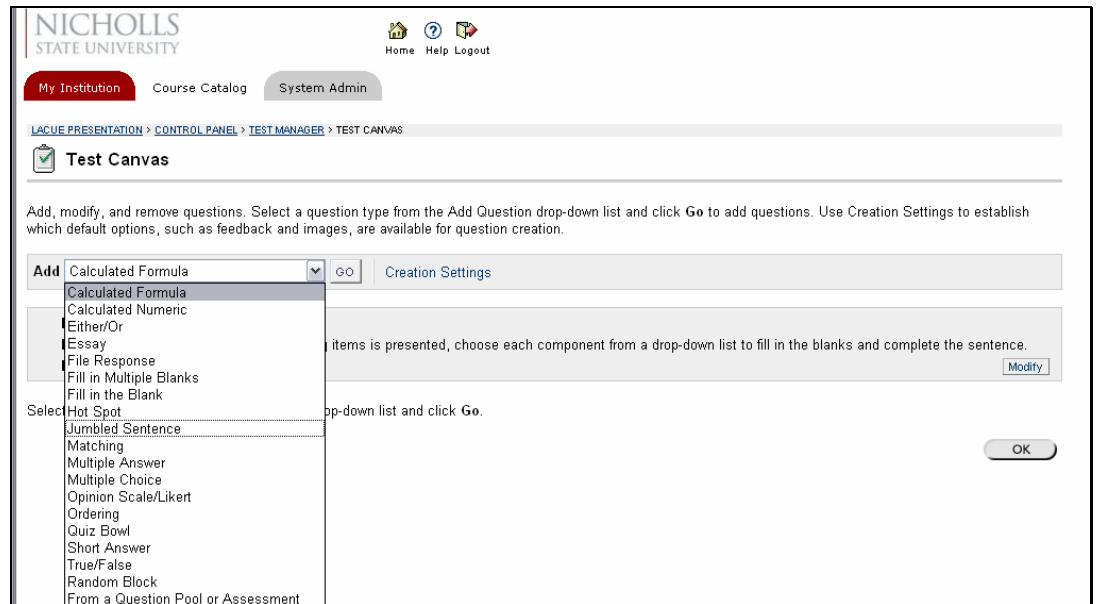 NICHOLLS
STATE UNIVERSITY
Home Help Logout
My Institution Course Catalog System Admin
LACUE PRESENTATION > CONTROL PANEL > TEST MANAGER > TEST CANVAS
Test Canvas
Add, modify, and remove questions. Select a question type from the Add Question drop-down list and click Go to add questions. Use Creation Settings to establish
which default options, such as feedback and images, are available for question creation.
Add Calculated Formula GO Creation Settings
Calculated Formula
Calculated Numeric
Either/Or
Essay
items is presented, choose each component from a drop-down list to fill in the blanks and complete the sentence.
File Response
Modify
Fill in Multiple Blanks
Fill in the Blank
Select
Hot Spot
op-down list and click Go.
Jumbled Sentence
Matching
OK
Multiple Answer
Multiple Choice
Opinion Scale/Likert
Ordering
Quiz Bowl
Short Answer
True/False
Random Block
From a Question Pool or Assessment